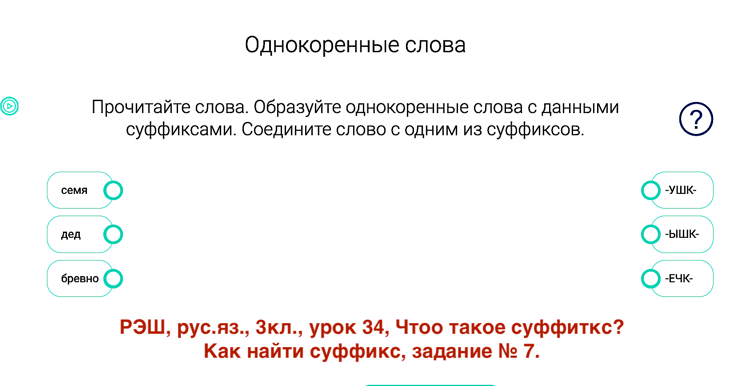 Однокоренные слова
Прочитайте слова. Образуйте однокоренные слова с данными
суффиксами. Соедините слово с одним из суффиксов.
?
семя
-УШК-
дед
-ЫШК-
бревно
-ЕЧК-
РЭШ, рус.яз., 3кл., урок 34, Чтоо такое суффиткс?
Как найти суффикс, задание № 7.